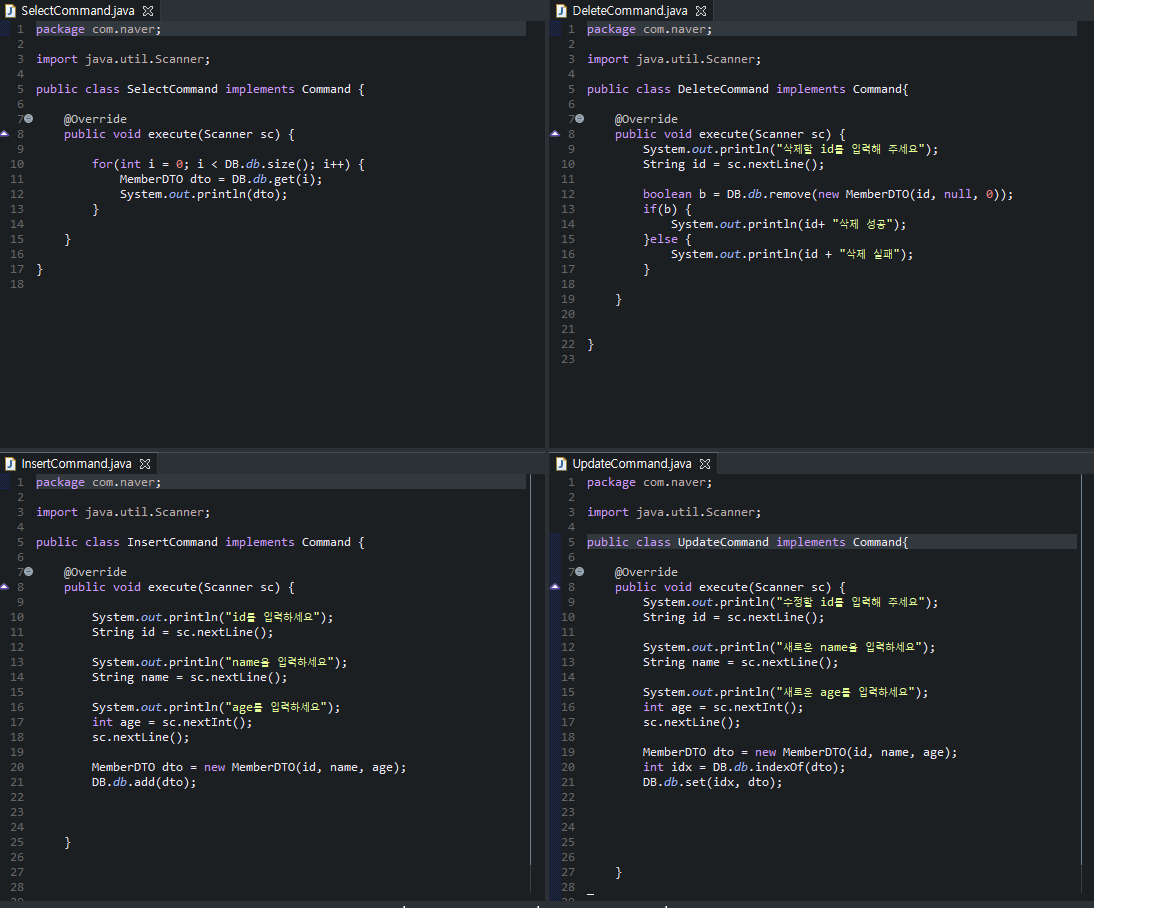 SelectCommand.java
1 package com.naver;
2
3 import java.util.Scanner;
4
5 public class SelectCommand implements Command {
6
7 @Override
8 public void execute(Scanner sc) {
9
10 for(int i = 0; i < DB.db.size(); i++) {
11 MemberDTO dto = DB.db.get(i);
12 System.out.println(dto);
13 }
14
15 }
16
17 }
18
DeleteCommand.java
1 package com.naver;
2
3 import java.util.Scanner;
4
5 public class DeleteCommand implements Command{
6
7 @Override
8 public void execute(Scanner sc) {
9 System.out.println("삭제할 id를 입력해 주세요");
10 String id = sc.nextLine();
11
12 boolean b = DB.db.remove(new MemberDTO(id, null, 0));
13 if(b) {
14 System.out.println(id+ "삭제 성공");
15 }else {
16 System.out.println(id + "삭제 실패");
17 }
18
19 }
20
21
22 }
23
InsertCommand.java
1 package com.naver;
2
3 import java.util.Scanner;
4
5 public class InsertCommand implements Command {
6
7 @Override
8 public void execute(Scanner sc) {
9
10 System.out.println("id를 입력하세요");
11 String id = sc.nextLine();
12
13 System.out.println("name을 입력하세요");
14 String name = sc.nextLine();
15
16 System.out.println("age를 입력하세요");
17 int age = sc.nextInt();
18 sc.nextLine();
19
20 MemberDTO dto = new MemberDTO(id, name, age);
21 DB.db.add(dto);
22
23
24
25 }
26
27
28
UpdateCommand.java
1 package com.naver;
2
3 import java.util.Scanner;
4
5 public class UpdateCommand implements Command{
6
7 @Override
8 public void execute(Scanner sc) {
9 System.out.println("수정할 id를 입력해 주세요");
10 String id = sc.nextLine();
11
12 System.out.println("새로운 name을 입력하세요");
13 String name = sc.nextLine();
14
15 System.out.println("새로운 age를 입력하세요");
16 int age = sc.nextInt();
17 sc.nextLine();
18
19 MemberDTO dto = new MemberDTO(id, name, age);
20 int idx = DB.db.indexOf(dto);
21 DB.db.set(idx, dto);
22
23
24
25
26
27 }
28